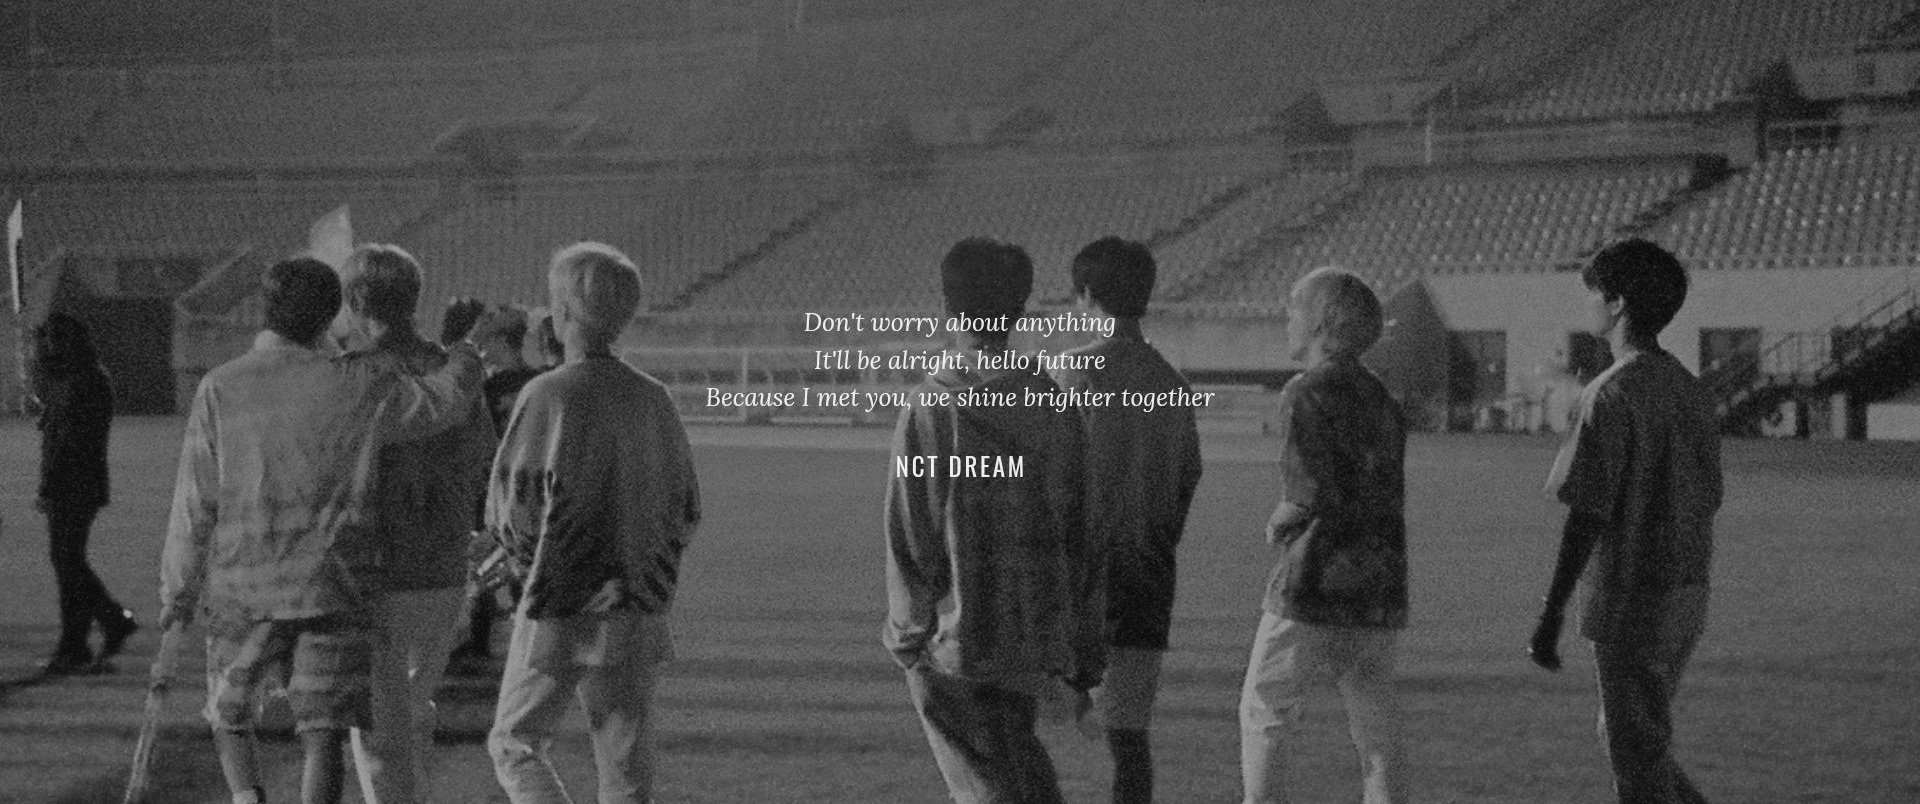 Don't worry about anything
It'll be alright, hello future
Because I met you, we shine brighter together
NCT DREAM